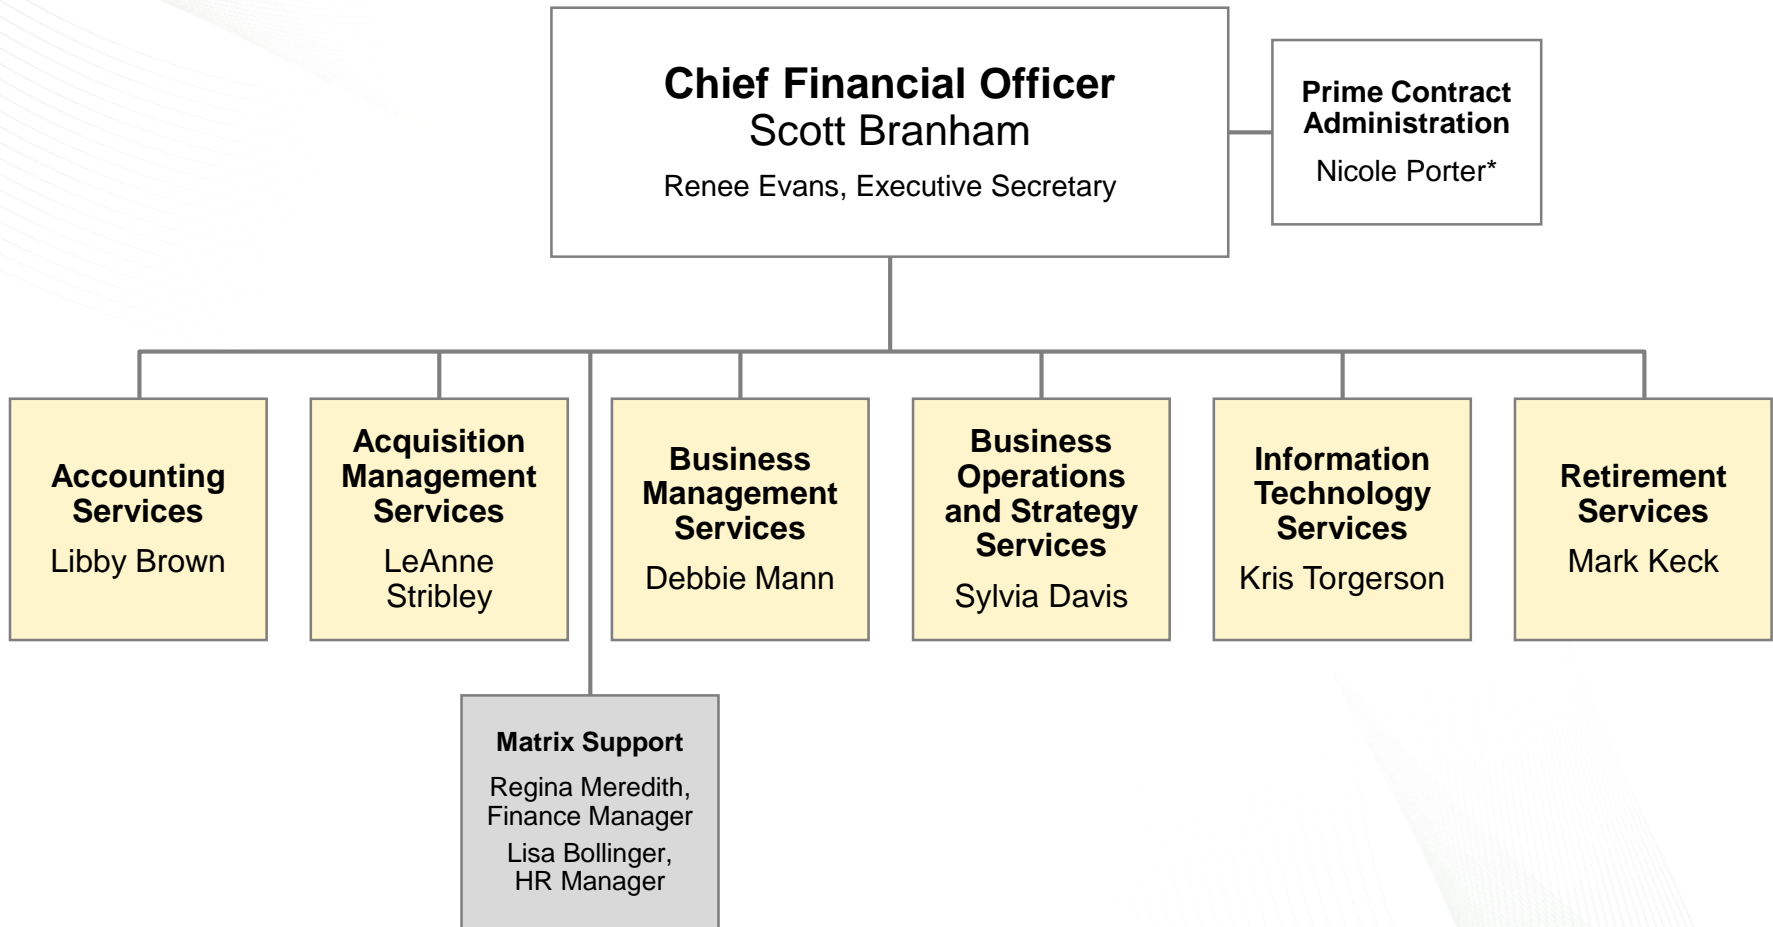 Chief Financial Officer
Scott Branham
Renee Evans, Executive Secretary
Prime Contract
Administration
Nicole Porter*
Accounting
Services
Libby Brown
Acquisition
Management
Services
LeAnne
Stribley
Business
Management
Services
Debbie Mann
Business
Operations
and Strategy
Services
Sylvia Davis
Information
Technology
Services
Kris Torgerson
Retirement
Services
Mark Keck
Matrix Support
Regina Meredith,
Finance Manager
Lisa Bollinger,
HR Manager